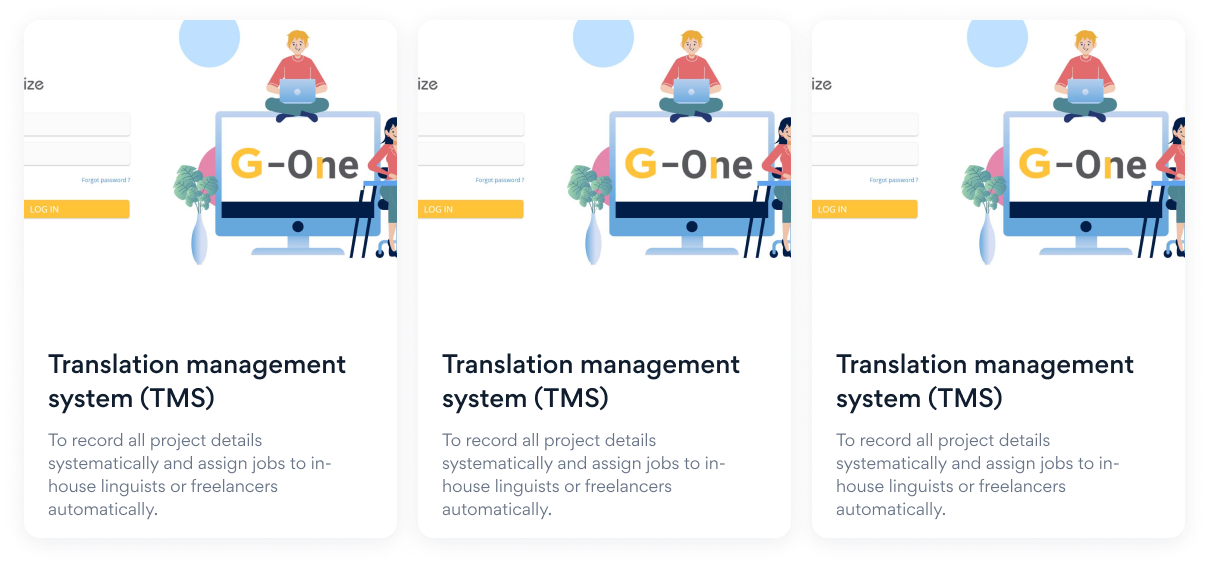 ize
G-One
Forgot password ?
LOG IN
Translation management
system (TMS)
To record all project details
systematically and assign jobs to in-
house linguists or freelancers
automatically.
ize
G-One
Forgot password ?
LOG IN
Translation management
system (TMS)
To record all project details
systematically and assign jobs to in-
house linguists or freelancers
automatically.
ize
G-One
Forgot password ?
LOG IN
Translation management
system (TMS)
To record all project details
systematically and assign jobs to in-
house linguists or freelancers
automatically.